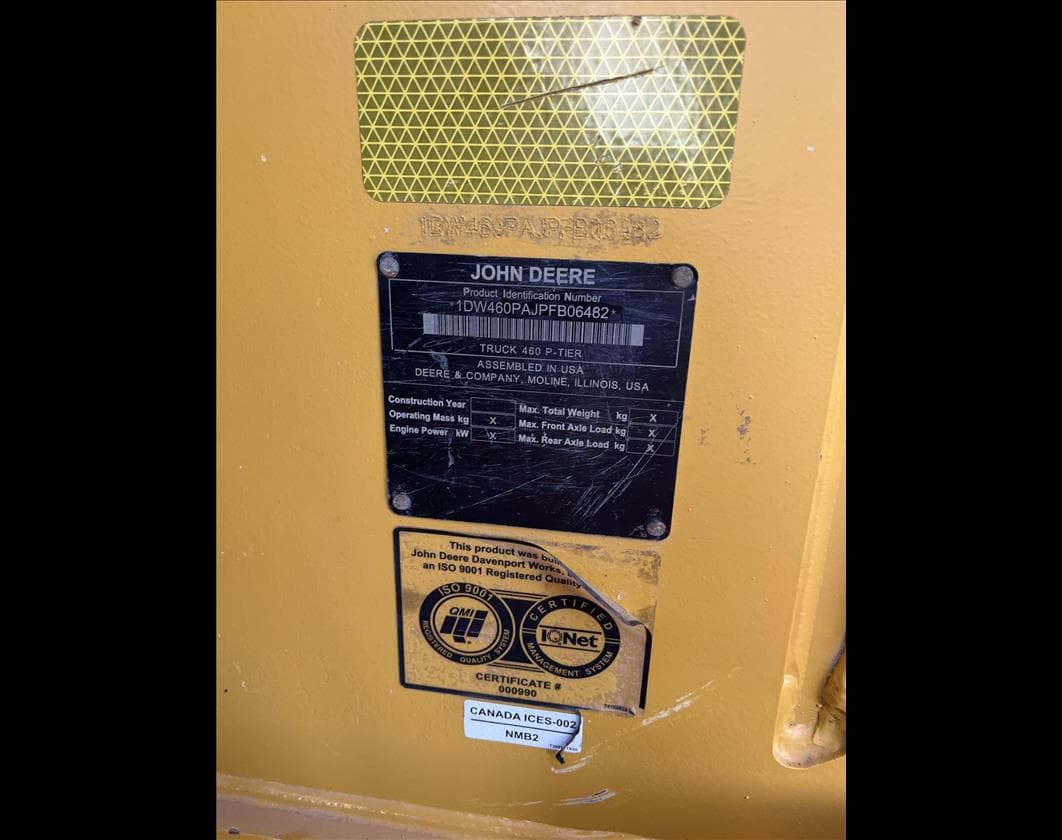 1DW460PAJPFB06482
JOHN DEERE
Product Identification Number
*1DW460PAJPFB06482*
TRUCK 460 P-TIER
ASSEMBLED IN USA
DEERE & COMPANY, MOLINE, ILLINOIS, USA
Construction Year
Operating Mass kg X
Engine Power kW X
Max. Total Weight kg X
Max. Front Axle Load kg X
Max. Rear Axle Load kg X
This product was
John Deere Davenport Works,
an ISO 9001 Registered Quality
ISO 9001
QMI
REGISTERED QUALITY SYSTEM
CERTIFIED
IQNet
MANAGEMENT SYSTEM
CERTIFICATE #
000990
CANADA ICES-002
NMB2